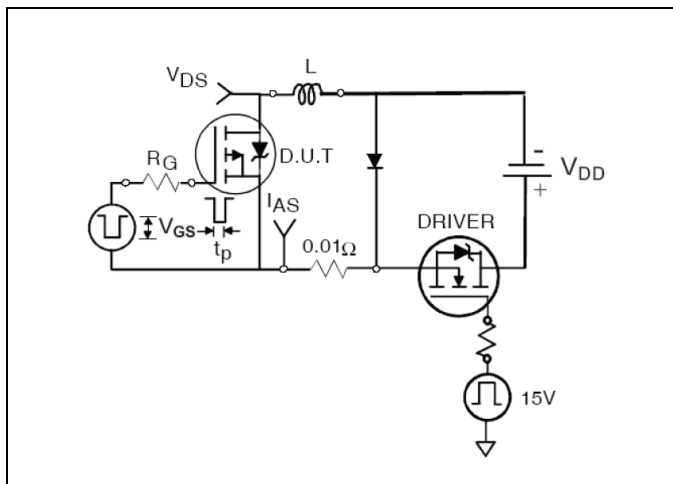 L
VDS
RG
D.U.T
-
VDD
+
IAS
VGS
tp
DRIVER
0.01Ω
15V